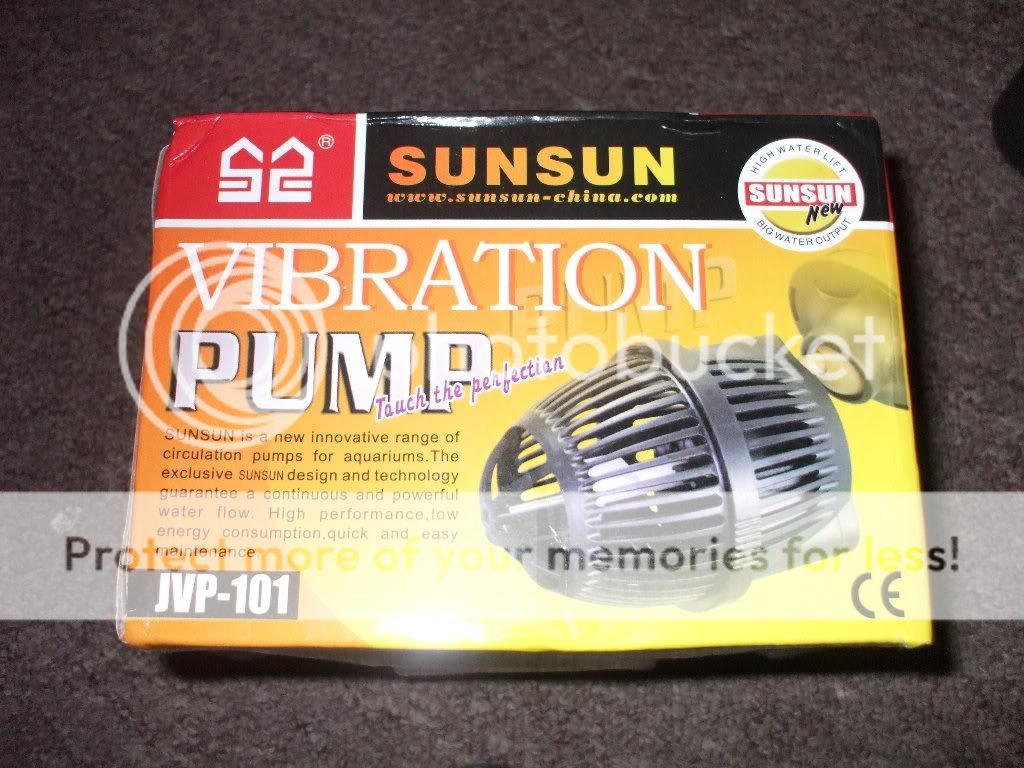 ®
SUNSUN
www.sunsun-china.com
HIGH WATER LIFT
SUNSUN
New
BIG WATER OUTPUT
VIBRATION
PUMP
PUMP
Touch the perfection
photobucket
SUNSUN is a new innovative range of
circulation pumps for aquariums.The
exclusive SUNSUN design and technology
guarantee a continuous and powerful
water flow. High performance,low
energy consumption,quick and easy
maintenance
Protect more of your memories for less!
JVP-101
CE